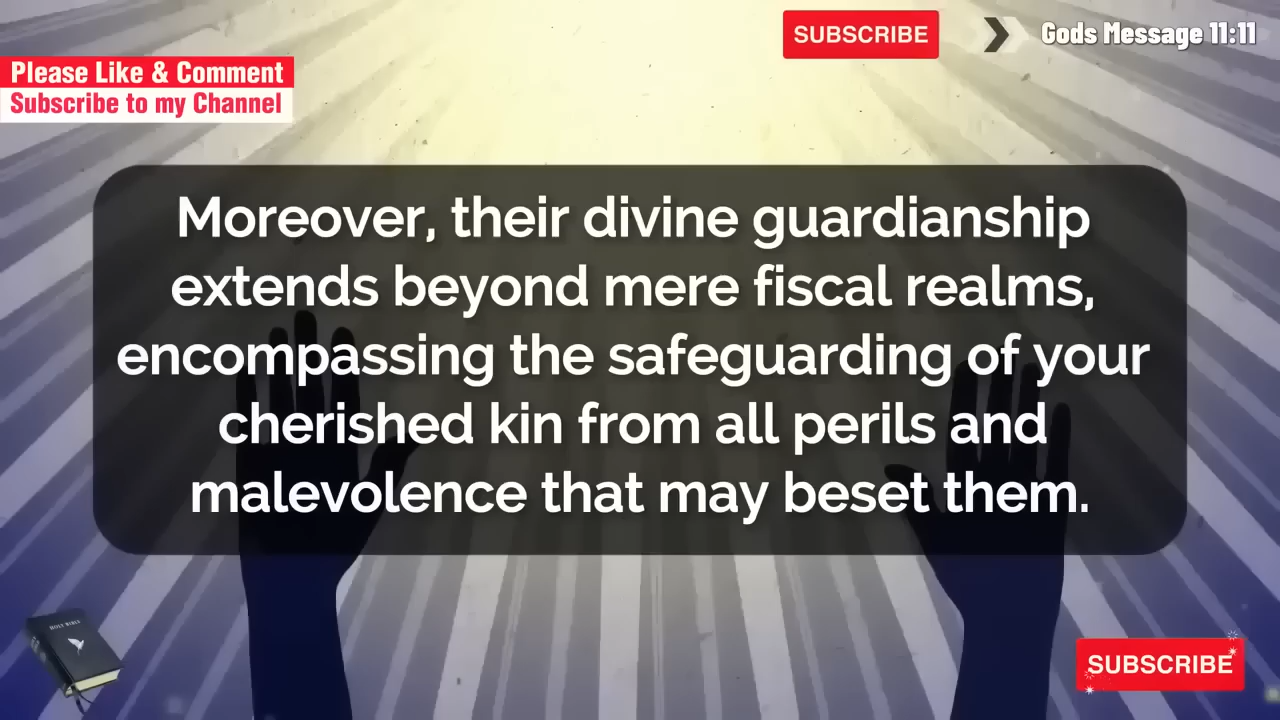 SUBSCRIBE
Gods Message 11:11
Please Like & Comment
Subscribe to my Channel
Moreover, their divine guardianship
extends beyond mere fiscal realms,
encompassing the safeguarding of your
cherished kin from all perils and
malevolence that may beset them.
HOLY BIBLE
SUBSCRIBE